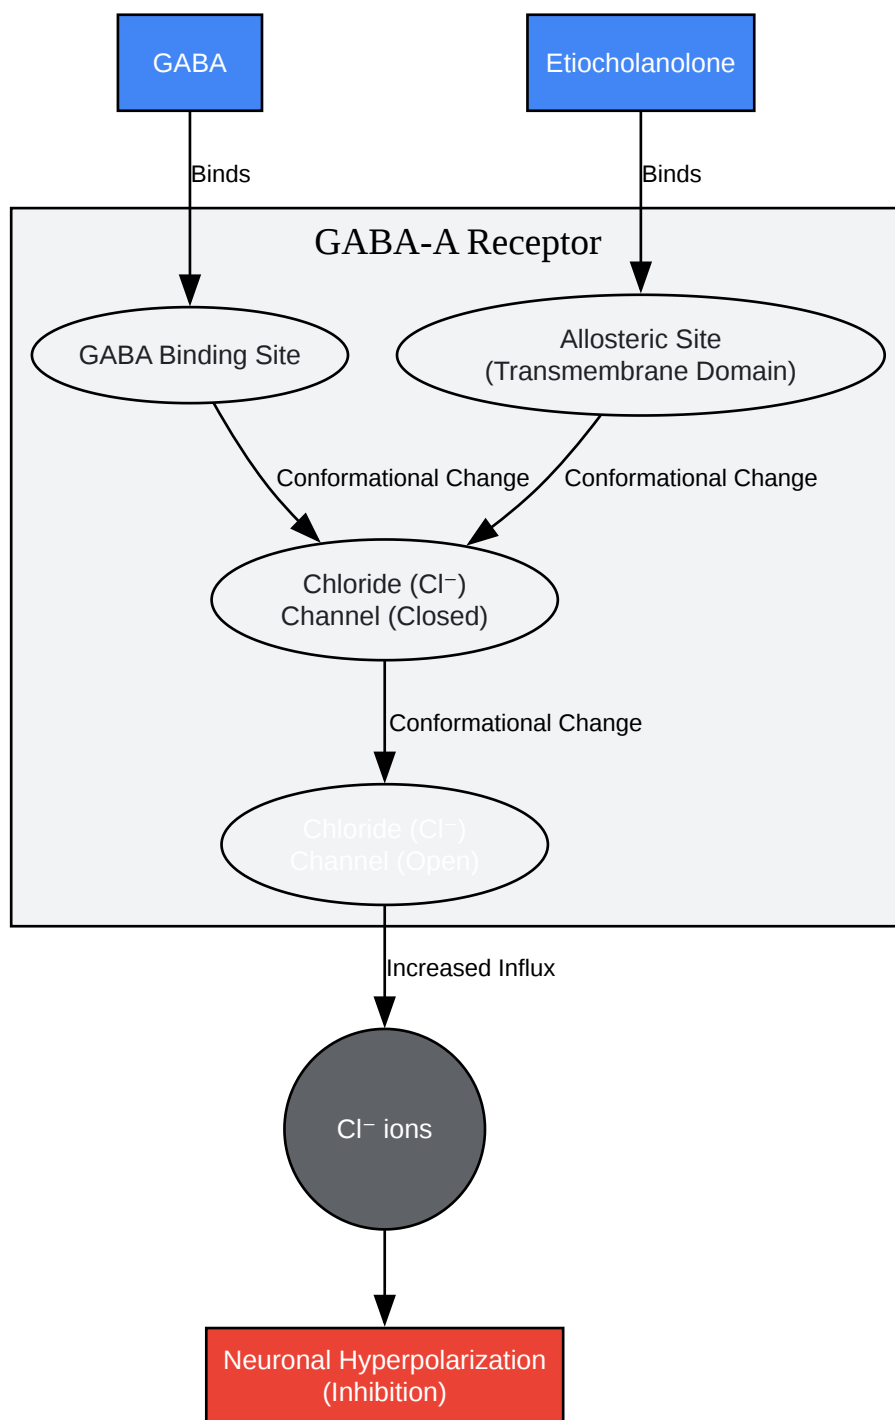 GABA
Etiocholanolone
Binds
Binds
GABA-A Receptor
GABA Binding Site
Allosteric Site
(Transmembrane Domain)
Conformational Change
Conformational Change
Chloride (Cl⁻)
Channel (Closed)
Conformational Change
Chloride (Cl⁻)
Channel (Open)
Increased Influx
Cl⁻ ions
Neuronal Hyperpolarization
(Inhibition)